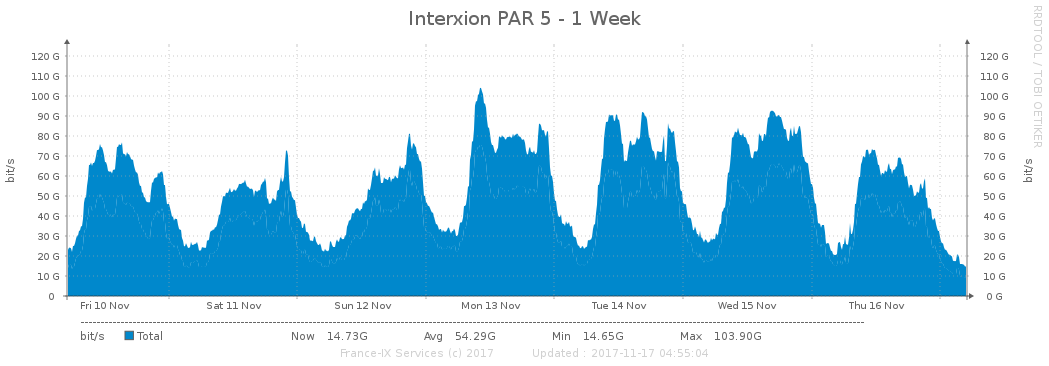 Interxion PAR 5 - 1 Week
RRDTOOL / TOBI OETIKER
bit/s
120 G 120 G
110 G 110 G
100 G 100 G
90 G 90 G
80 G 80 G
70 G 70 G
60 G 60 G
50 G 50 G
40 G 40 G
30 G 30 G
20 G 20 G
10 G 10 G
0 0 G
bit/s
Fri 10 Nov Sat 11 Nov Sun 12 Nov Mon 13 Nov Tue 14 Nov Wed 15 Nov Thu 16 Nov
bit/s Total Now 14.73G Avg 54.29G Min 14.65G Max 103.90G
France-IX Services (c) 2017 Updated : 2017-11-17 04:55:04